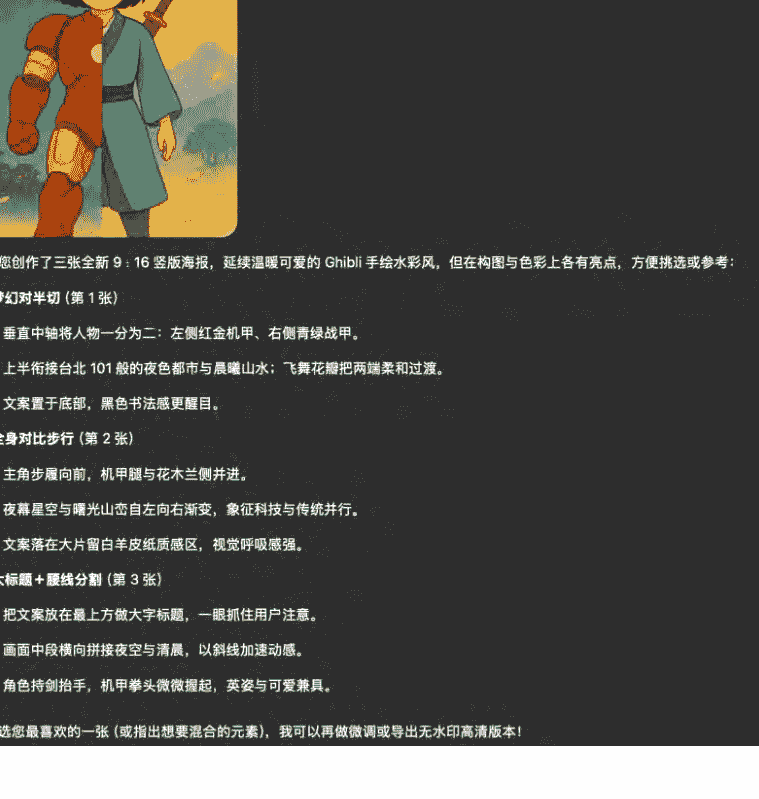 您创作了三张全新 9：16 竖版海报，延续温暖可爱的 Ghibli 手绘水彩风，但在构图与色彩上各有亮点，方便挑选或参考：
梦幻对半切 (第 1 张)
垂直中轴将人物一分为二：左侧红金机甲、右侧青绿战甲。
上半衔接台北 101 般的夜色都市与晨曦山水；飞舞花瓣把两端柔和过渡。
文案置于底部，黑色书法感更醒目。
全身对比步行 (第 2 张)
主角步履向前，机甲腿与花木兰侧并进。
夜幕星空与曙光山峦自左向右渐变，象征科技与传统并行。
文案落在大片留白羊皮纸质感区，视觉呼吸感强。
大标题＋腰线分割 (第 3 张)
把文案放在最上方做大字标题，一眼抓住用户注意。
画面中段横向拼接夜空与清晨，以斜线加速动感。
角色持剑抬手，机甲拳头微微握起，英姿与可爱兼具。
选您最喜欢的一张 (或指出想要混合的元素)，我可以再做微调或导出无水印高清版本！